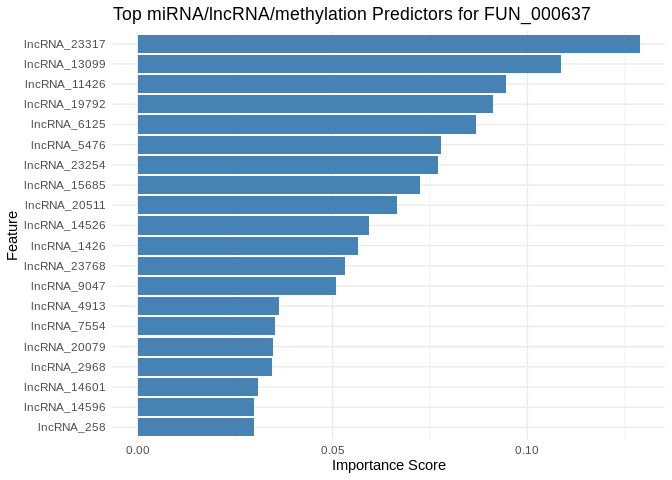 Top miRNA/lncRNA/methylation Predictors for FUN_000637
Feature
lncRNA_23317
lncRNA_13099
lncRNA_11426
lncRNA_19792
lncRNA_6125
lncRNA_5476
lncRNA_23254
lncRNA_15685
lncRNA_20511
lncRNA_14526
lncRNA_1426
lncRNA_23768
lncRNA_9047
lncRNA_4913
lncRNA_7554
lncRNA_20079
lncRNA_2968
lncRNA_14601
lncRNA_14596
lncRNA_258
0.00 0.05 0.10
Importance Score